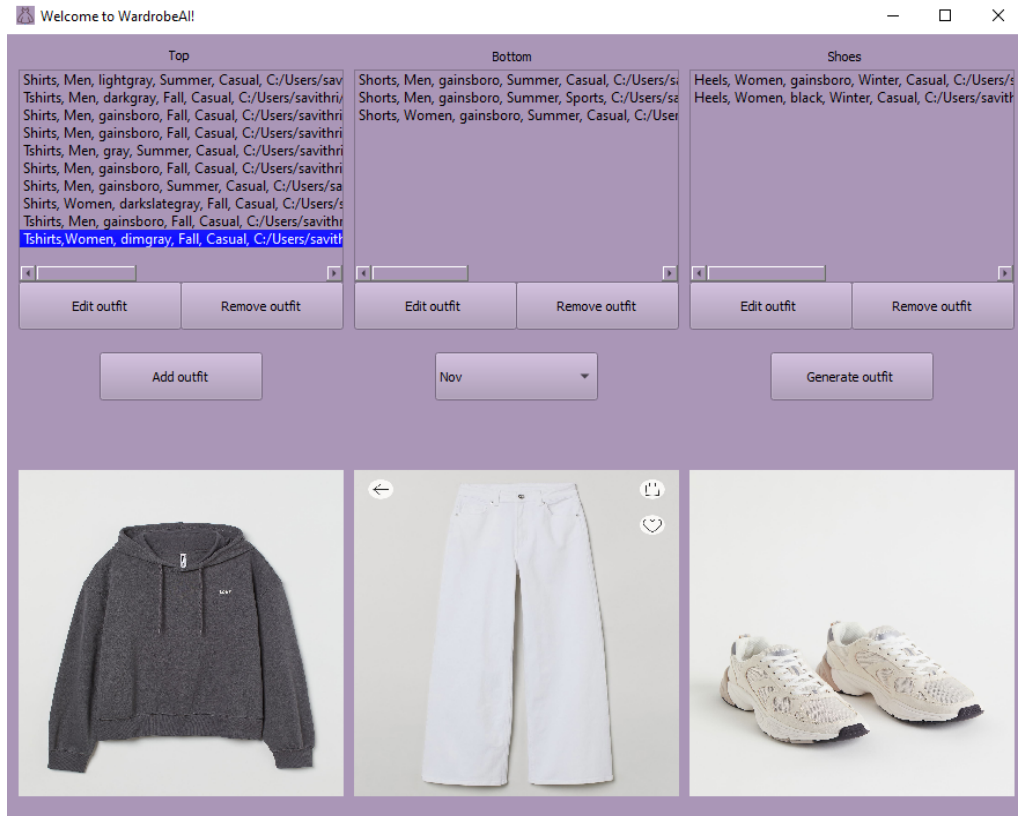 Welcome to WardrobeAI!
Top
Shirts, Men, lightgray, Summer, Casual, C:/Users/sav
Tshirts, Men, darkgray, Fall, Casual, C:/Users/savithri/
Shirts, Men, gainsboro, Fall, Casual, C:/Users/savithri
Shirts, Men, gainsboro, Fall, Casual, C:/Users/savithri
Tshirts, Men, gray, Summer, Casual, C:/Users/savithri
Shirts, Men, gainsboro, Fall, Casual, C:/Users/savithri
Shirts, Men, gainsboro, Summer, Casual, C:/Users/sa
Shirts, Women, darkslategray, Fall, Casual, C:/Users/s
Tshirts, Men, gainsboro, Fall, Casual, C:/Users/savithr
Tshirts,Women, dimgray, Fall, Casual, C:/Users/savith
Edit outfit
Remove outfit
Bottom
Shorts, Men, gainsboro, Summer, Casual, C:/Users/sa
Shorts, Men, gainsboro, Summer, Sports, C:/Users/sa
Shorts, Women, gainsboro, Summer, Casual, C:/User
Edit outfit
Remove outfit
Shoes
Heels, Women, gainsboro, Winter, Casual, C:/Users/s
Heels, Women, black, Winter, Casual, C:/Users/savith
Edit outfit
Remove outfit
Add outfit
Nov
Generate outfit